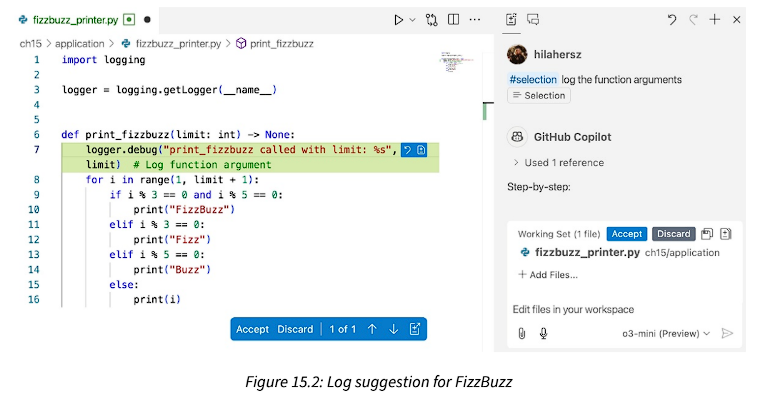 fizzbuzz_printer.py
ch15 > application > fizzbuzz_printer.py > print_fizzbuzz
1 import logging
2
3 logger = logging.getLogger(__name__)
4
5
6 def print_fizzbuzz(limit: int) -> None:
7 logger.debug("print_fizzbuzz called with limit: %s",
limit) # Log function argument
8 for i in range(1, limit + 1):
9 if i % 3 == 0 and i % 5 == 0:
10 print("FizzBuzz")
11 elif i % 3 == 0:
12 print("Fizz")
13 elif i % 5 == 0:
14 print("Buzz")
15 else:
16 print(i)
Accept Discard 1 of 1
hilahersz
#selection log the function arguments
Selection
GitHub Copilot
> Used 1 reference
Step-by-step:
Working Set (1 file) Accept Discard
fizzbuzz_printer.py ch15/application
+ Add Files...
Edit files in your workspace
o3-mini (Preview)
Figure 15.2: Log suggestion for FizzBuzz